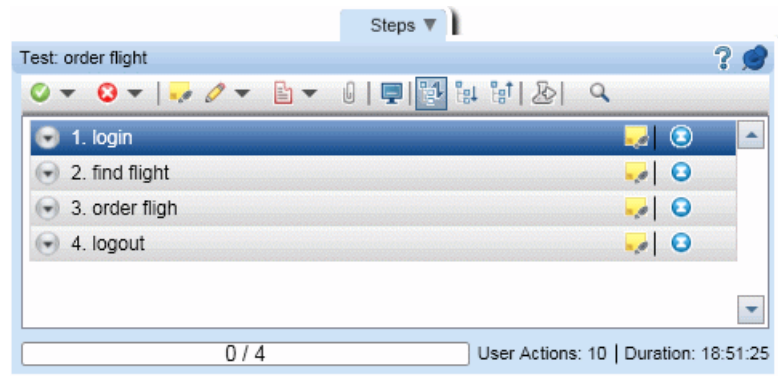 Steps
Test: order flight
1. login
2. find flight
3. order fligh
4. logout
0 / 4
User Actions: 10 | Duration: 18:51:25